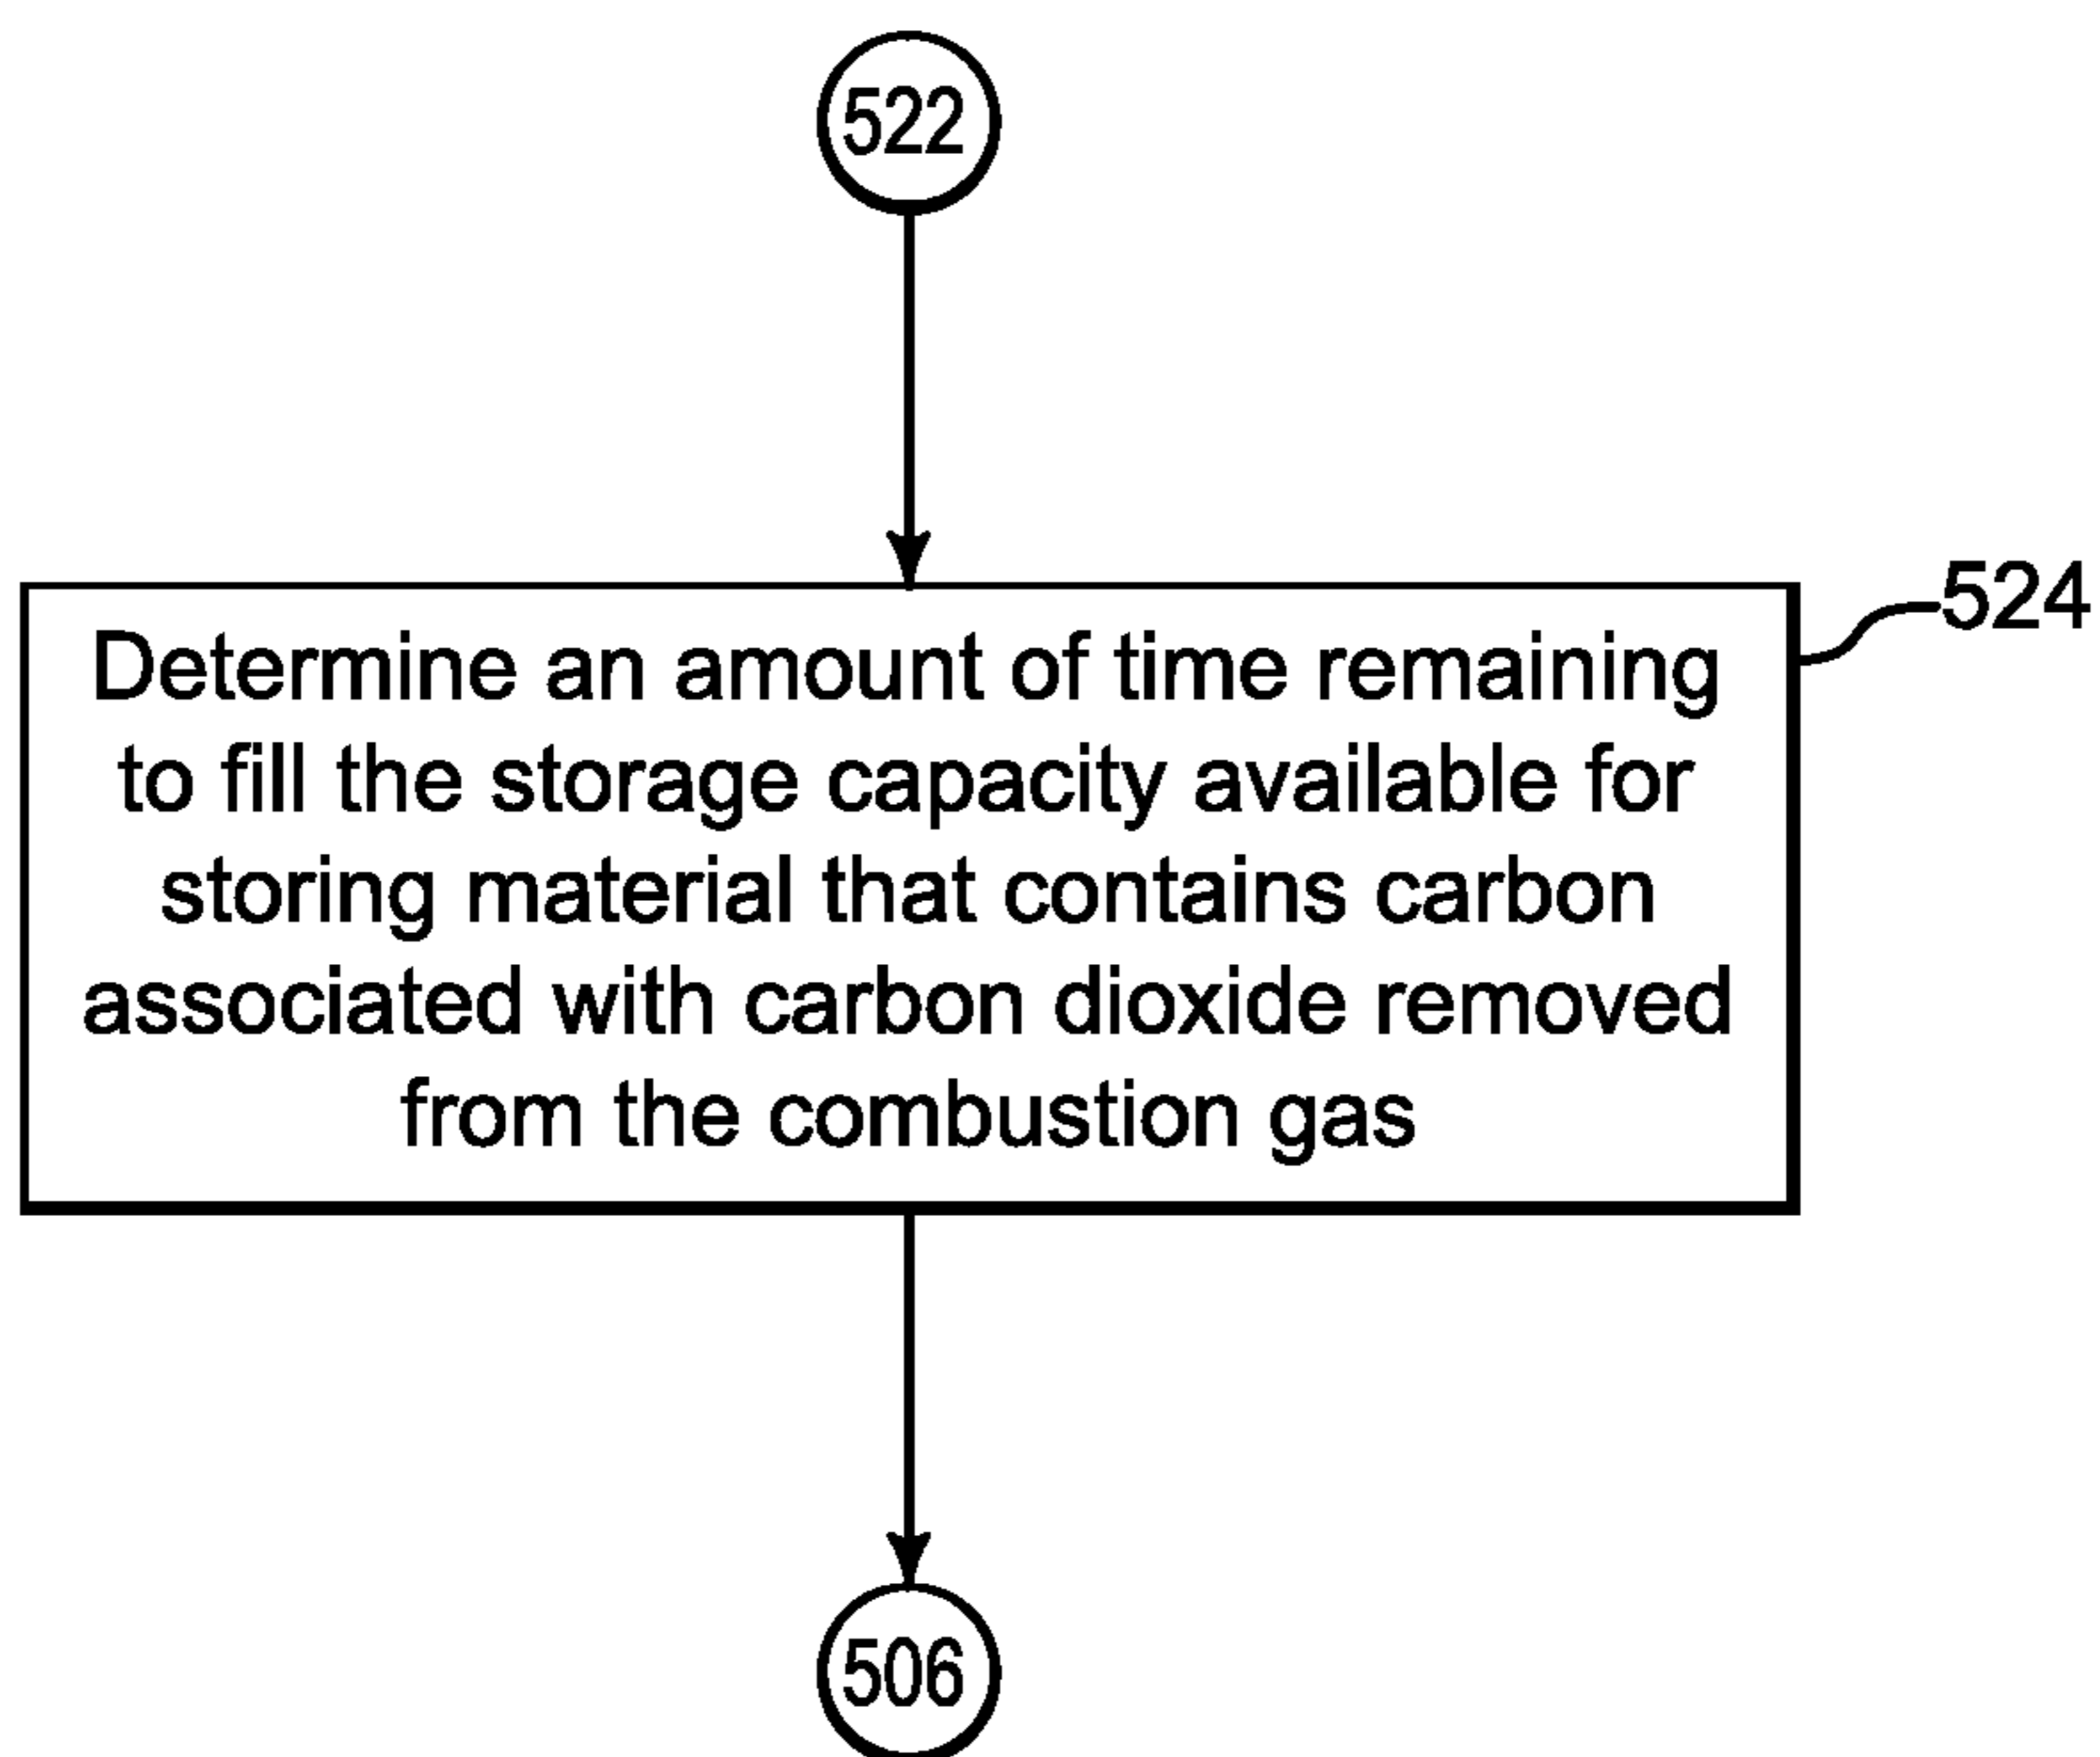 522
524
Determine an amount of time remaining
to fill the storage capacity available for
storing material that contains carbon
associated with carbon dioxide removed
from the combustion gas
506